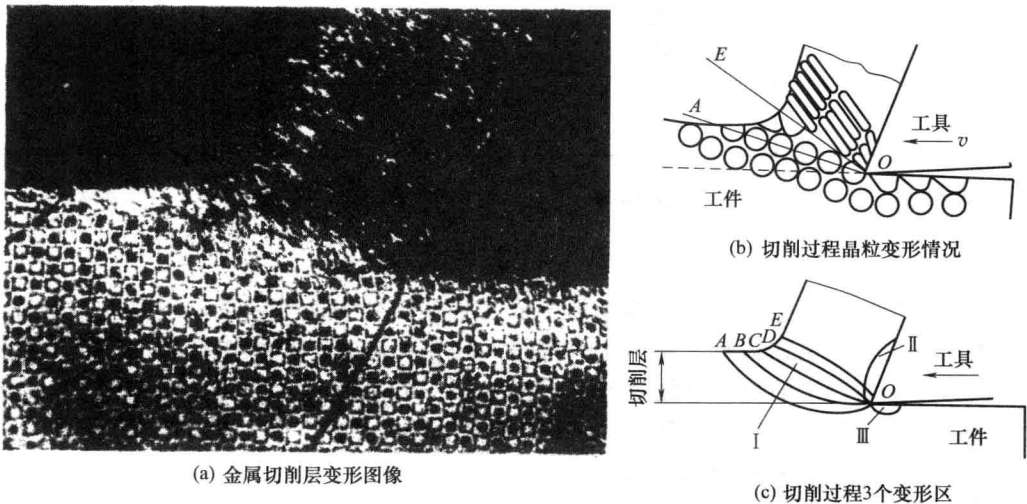 (a) 金属切削层变形图像
E
A
工具
v
O
工件
(b) 切削过程晶粒变形情况
E
A B C D
Ⅱ
工具
切削层
O
Ⅰ
Ⅲ
工件
(c) 切削过程3个变形区